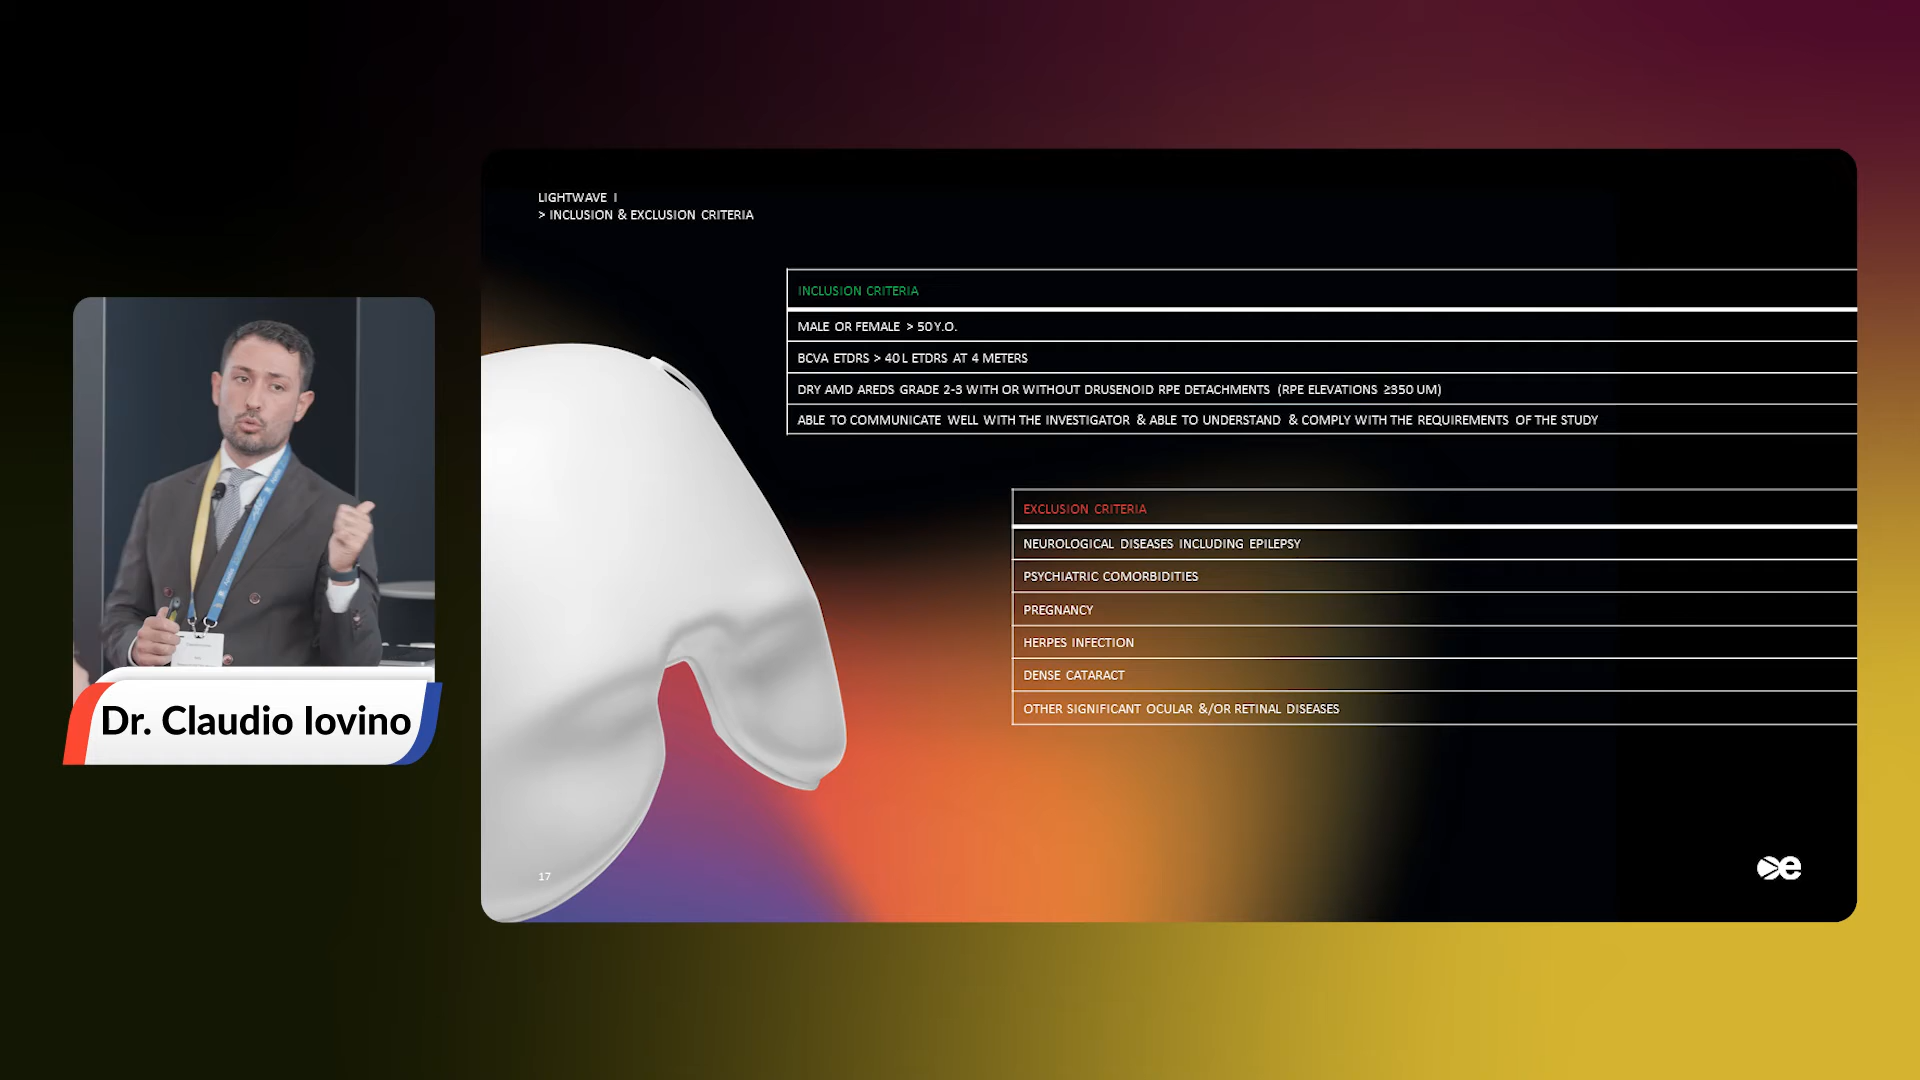 LIGHTWAVE I
> INCLUSION & EXCLUSION CRITERIA
INCLUSION CRITERIA
MALE OR FEMALE > 50Y.O.
BCVA ETDRS > 40L ETDRS AT 4 METERS
DRY AMD AREDS GRADE 2-3 WITH OR WITHOUT DRUSENOID RPE DETACHMENTS (RPE ELEVATIONS ≥350 UM)
ABLE TO COMMUNICATE WELL WITH THE INVESTIGATOR & ABLE TO UNDERSTAND & COMPLY WITH THE REQUIREMENTS OF THE STUDY
EXCLUSION CRITERIA
NEUROLOGICAL DISEASES INCLUDING EPILEPSY
PSYCHIATRIC COMORBIDITIES
PREGNANCY
HERPES INFECTION
DENSE CATARACT
OTHER SIGNIFICANT OCULAR &/OR RETINAL DISEASES
17
Dr. Claudio Iovino